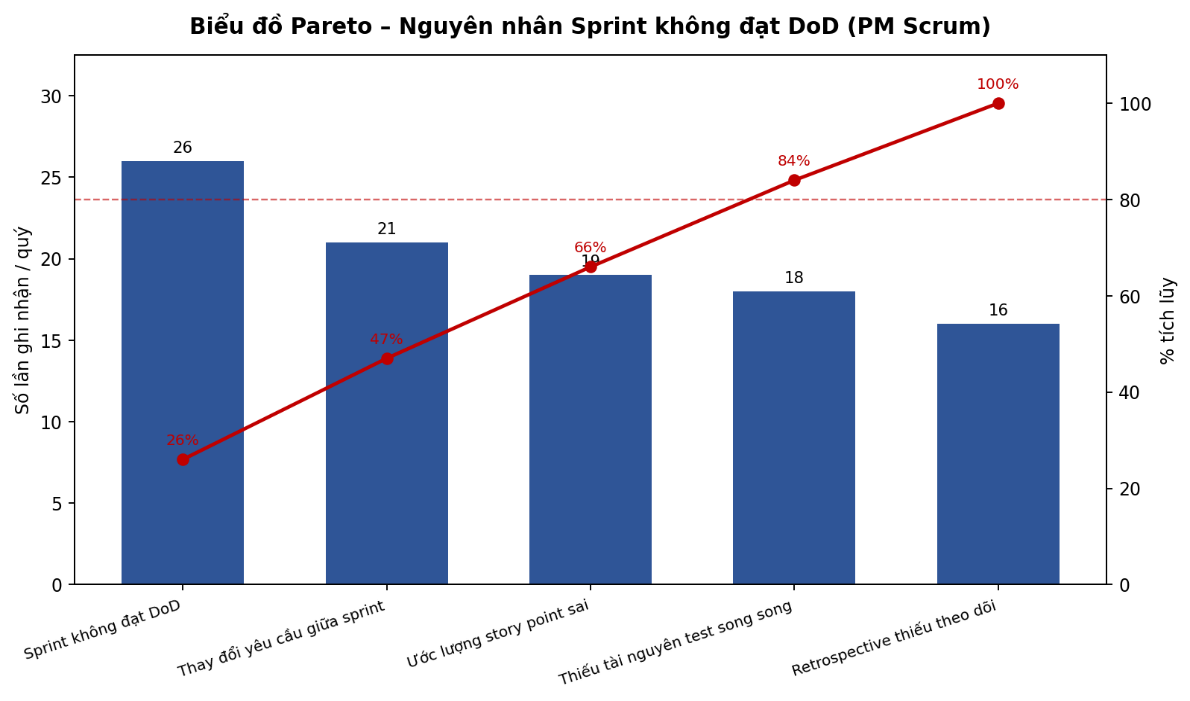 Biểu đồ Pareto – Nguyên nhân Sprint không đạt DoD (PM Scrum)
Số lần ghi nhận / quý
30
25
20
15
10
5
0
26
21
19
18
16
26%
47%
66%
84%
100%
100
80
60
40
20
0
% tích lũy
Sprint không đạt DoD
Thay đổi yêu cầu giữa sprint
Ước lượng story point sai
Thiếu tài nguyên test song song
Retrospective thiếu theo dõi